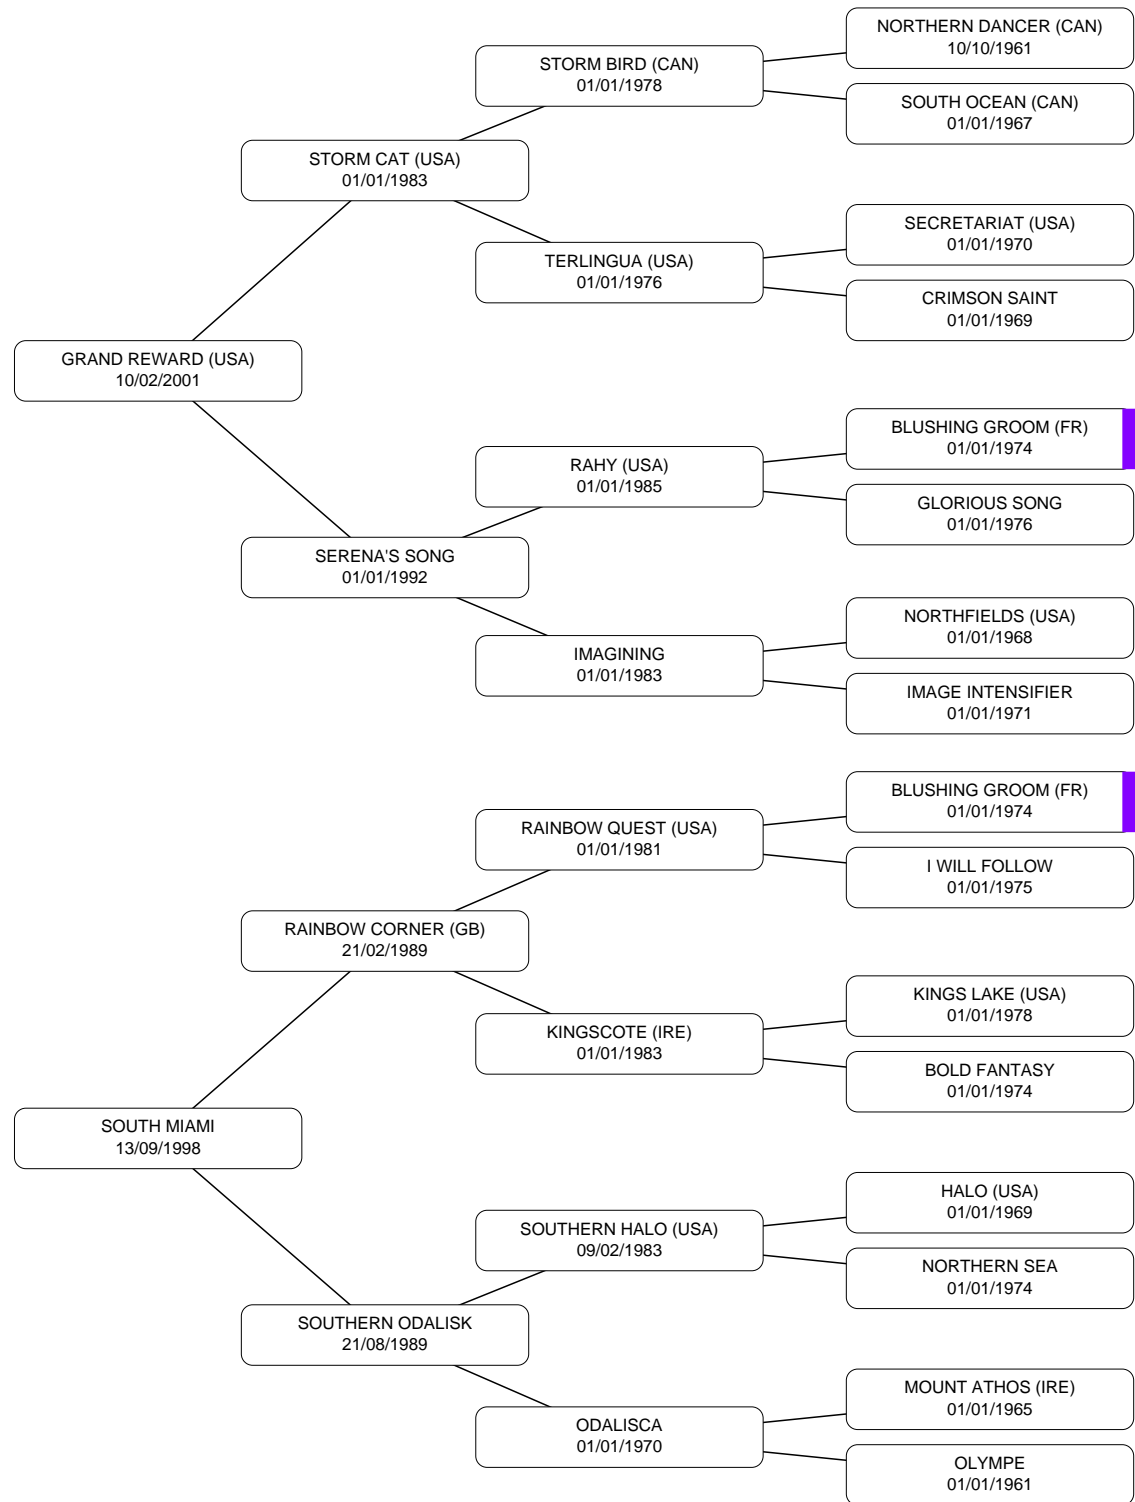 NORTHERN DANCER (CAN)
10/10/1961
STORM BIRD (CAN)
01/01/1978
SOUTH OCEAN (CAN)
01/01/1967
STORM CAT (USA)
01/01/1983
SECRETARIAT (USA)
01/01/1970
TERLINGUA (USA)
01/01/1976
CRIMSON SAINT
01/01/1969
GRAND REWARD (USA)
10/02/2001
BLUSHING GROOM (FR)
01/01/1974
RAHY (USA)
01/01/1985
GLORIOUS SONG
01/01/1976
SERENA'S SONG
01/01/1992
NORTHFIELDS (USA)
01/01/1968
IMAGINING
01/01/1983
IMAGE INTENSIFIER
01/01/1971
BLUSHING GROOM (FR)
01/01/1974
RAINBOW QUEST (USA)
01/01/1981
I WILL FOLLOW
01/01/1975
RAINBOW CORNER (GB)
21/02/1989
KINGS LAKE (USA)
01/01/1978
KINGSCOTE (IRE)
01/01/1983
BOLD FANTASY
01/01/1974
SOUTH MIAMI
13/09/1998
HALO (USA)
01/01/1969
SOUTHERN HALO (USA)
09/02/1983
NORTHERN SEA
01/01/1974
SOUTHERN ODALISK
21/08/1989
MOUNT ATHOS (IRE)
01/01/1965
ODALISCA
01/01/1970
OLYMPE
01/01/1961